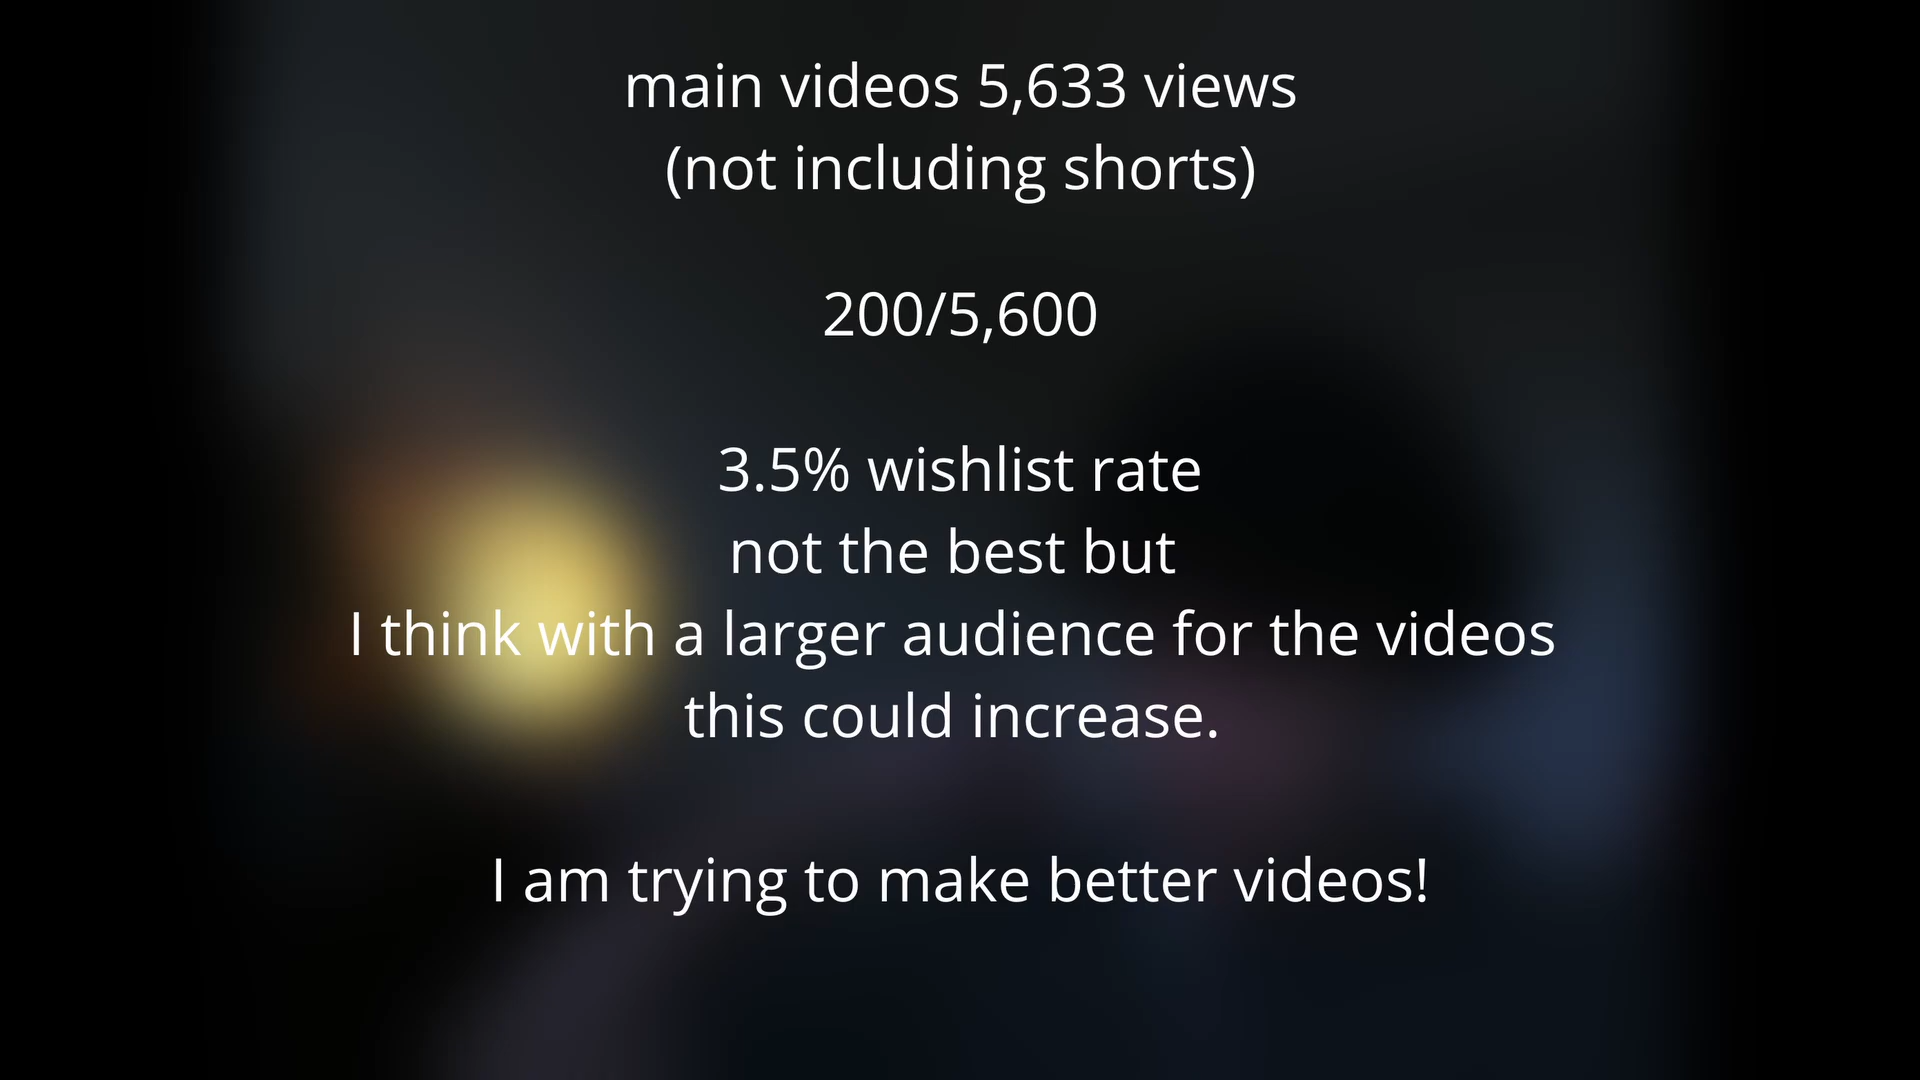 main videos 5,633 views
(not including shorts)
200/5,600
3.5% wishlist rate
not the best but
I think with a larger audience for the videos
this could increase.
I am trying to make better videos!